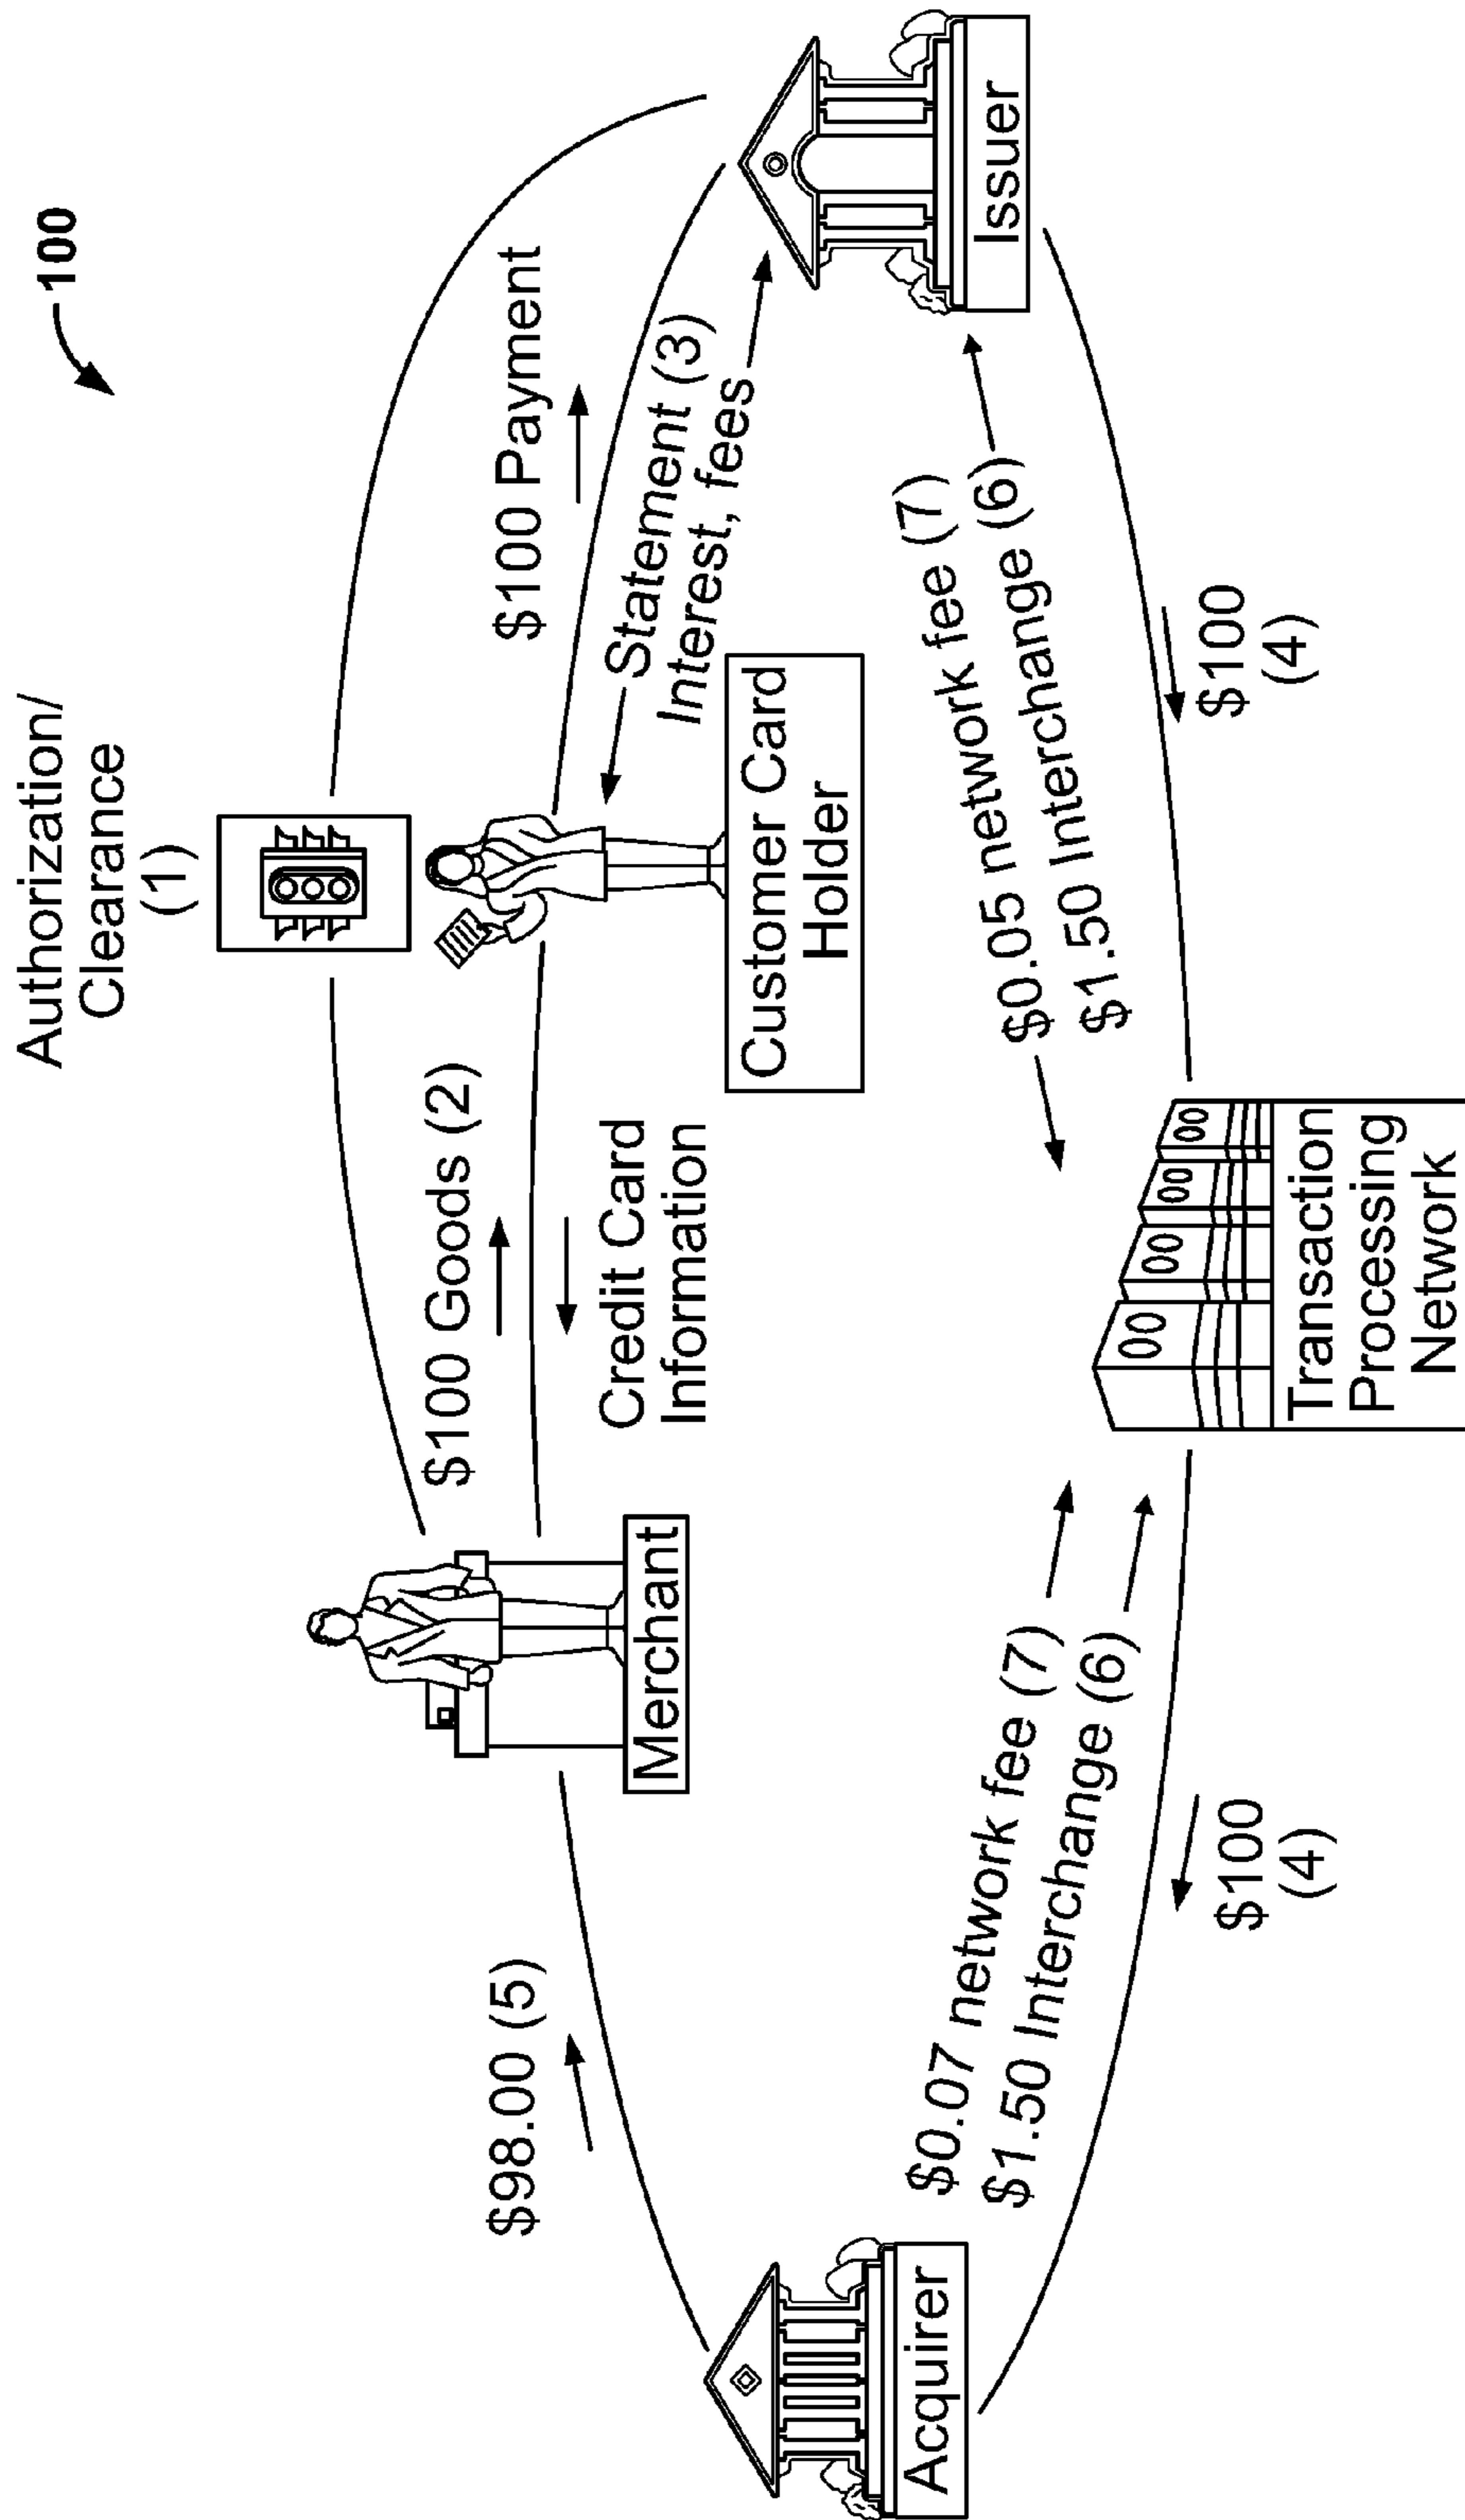 100
Authorization/
Clearance
(1)
$100 Goods (2)
Credit Card
Information
$100 Payment
Statement (3)
Interest, fees
$98.00 (5)
Merchant
Customer Card
Holder
Issuer
Acquirer
$0.07 network fee (7)
$1.50 Interchange (6)
$0.05 network fee (7)
$1.50 Interchange (6)
$100
(4)
$100
(4)
Transaction
Processing
Network